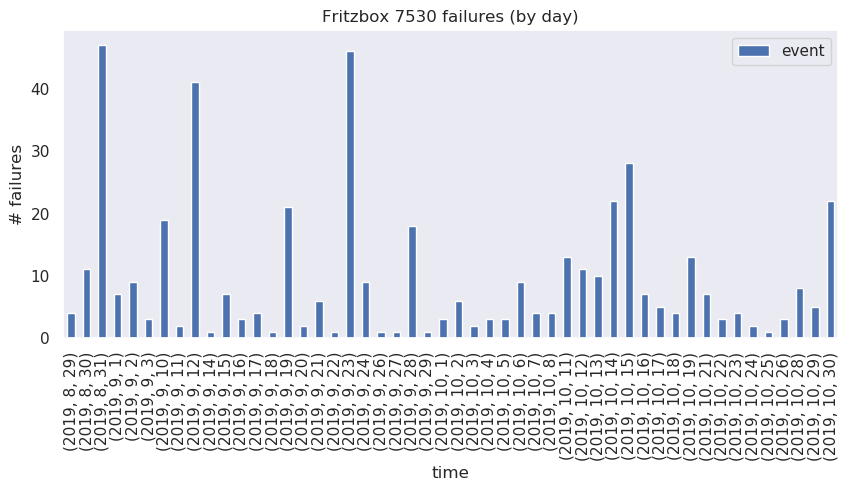 Fritzbox 7530 failures (by day)
event
# failures
40
30
20
10
0
(2019, 8, 29)
(2019, 8, 30)
(2019, 8, 31)
(2019, 9, 1)
(2019, 9, 2)
(2019, 9, 3)
(2019, 9, 10)
(2019, 9, 11)
(2019, 9, 12)
(2019, 9, 14)
(2019, 9, 15)
(2019, 9, 16)
(2019, 9, 17)
(2019, 9, 18)
(2019, 9, 19)
(2019, 9, 20)
(2019, 9, 21)
(2019, 9, 22)
(2019, 9, 23)
(2019, 9, 24)
(2019, 9, 26)
(2019, 9, 27)
(2019, 9, 28)
(2019, 9, 29)
(2019, 10, 1)
(2019, 10, 2)
(2019, 10, 3)
(2019, 10, 4)
(2019, 10, 5)
(2019, 10, 6)
(2019, 10, 7)
(2019, 10, 8)
(2019, 10, 11)
(2019, 10, 12)
(2019, 10, 13)
(2019, 10, 14)
(2019, 10, 15)
(2019, 10, 16)
(2019, 10, 17)
(2019, 10, 18)
(2019, 10, 19)
(2019, 10, 21)
(2019, 10, 22)
(2019, 10, 23)
(2019, 10, 24)
(2019, 10, 25)
(2019, 10, 26)
(2019, 10, 28)
(2019, 10, 29)
(2019, 10, 30)
time